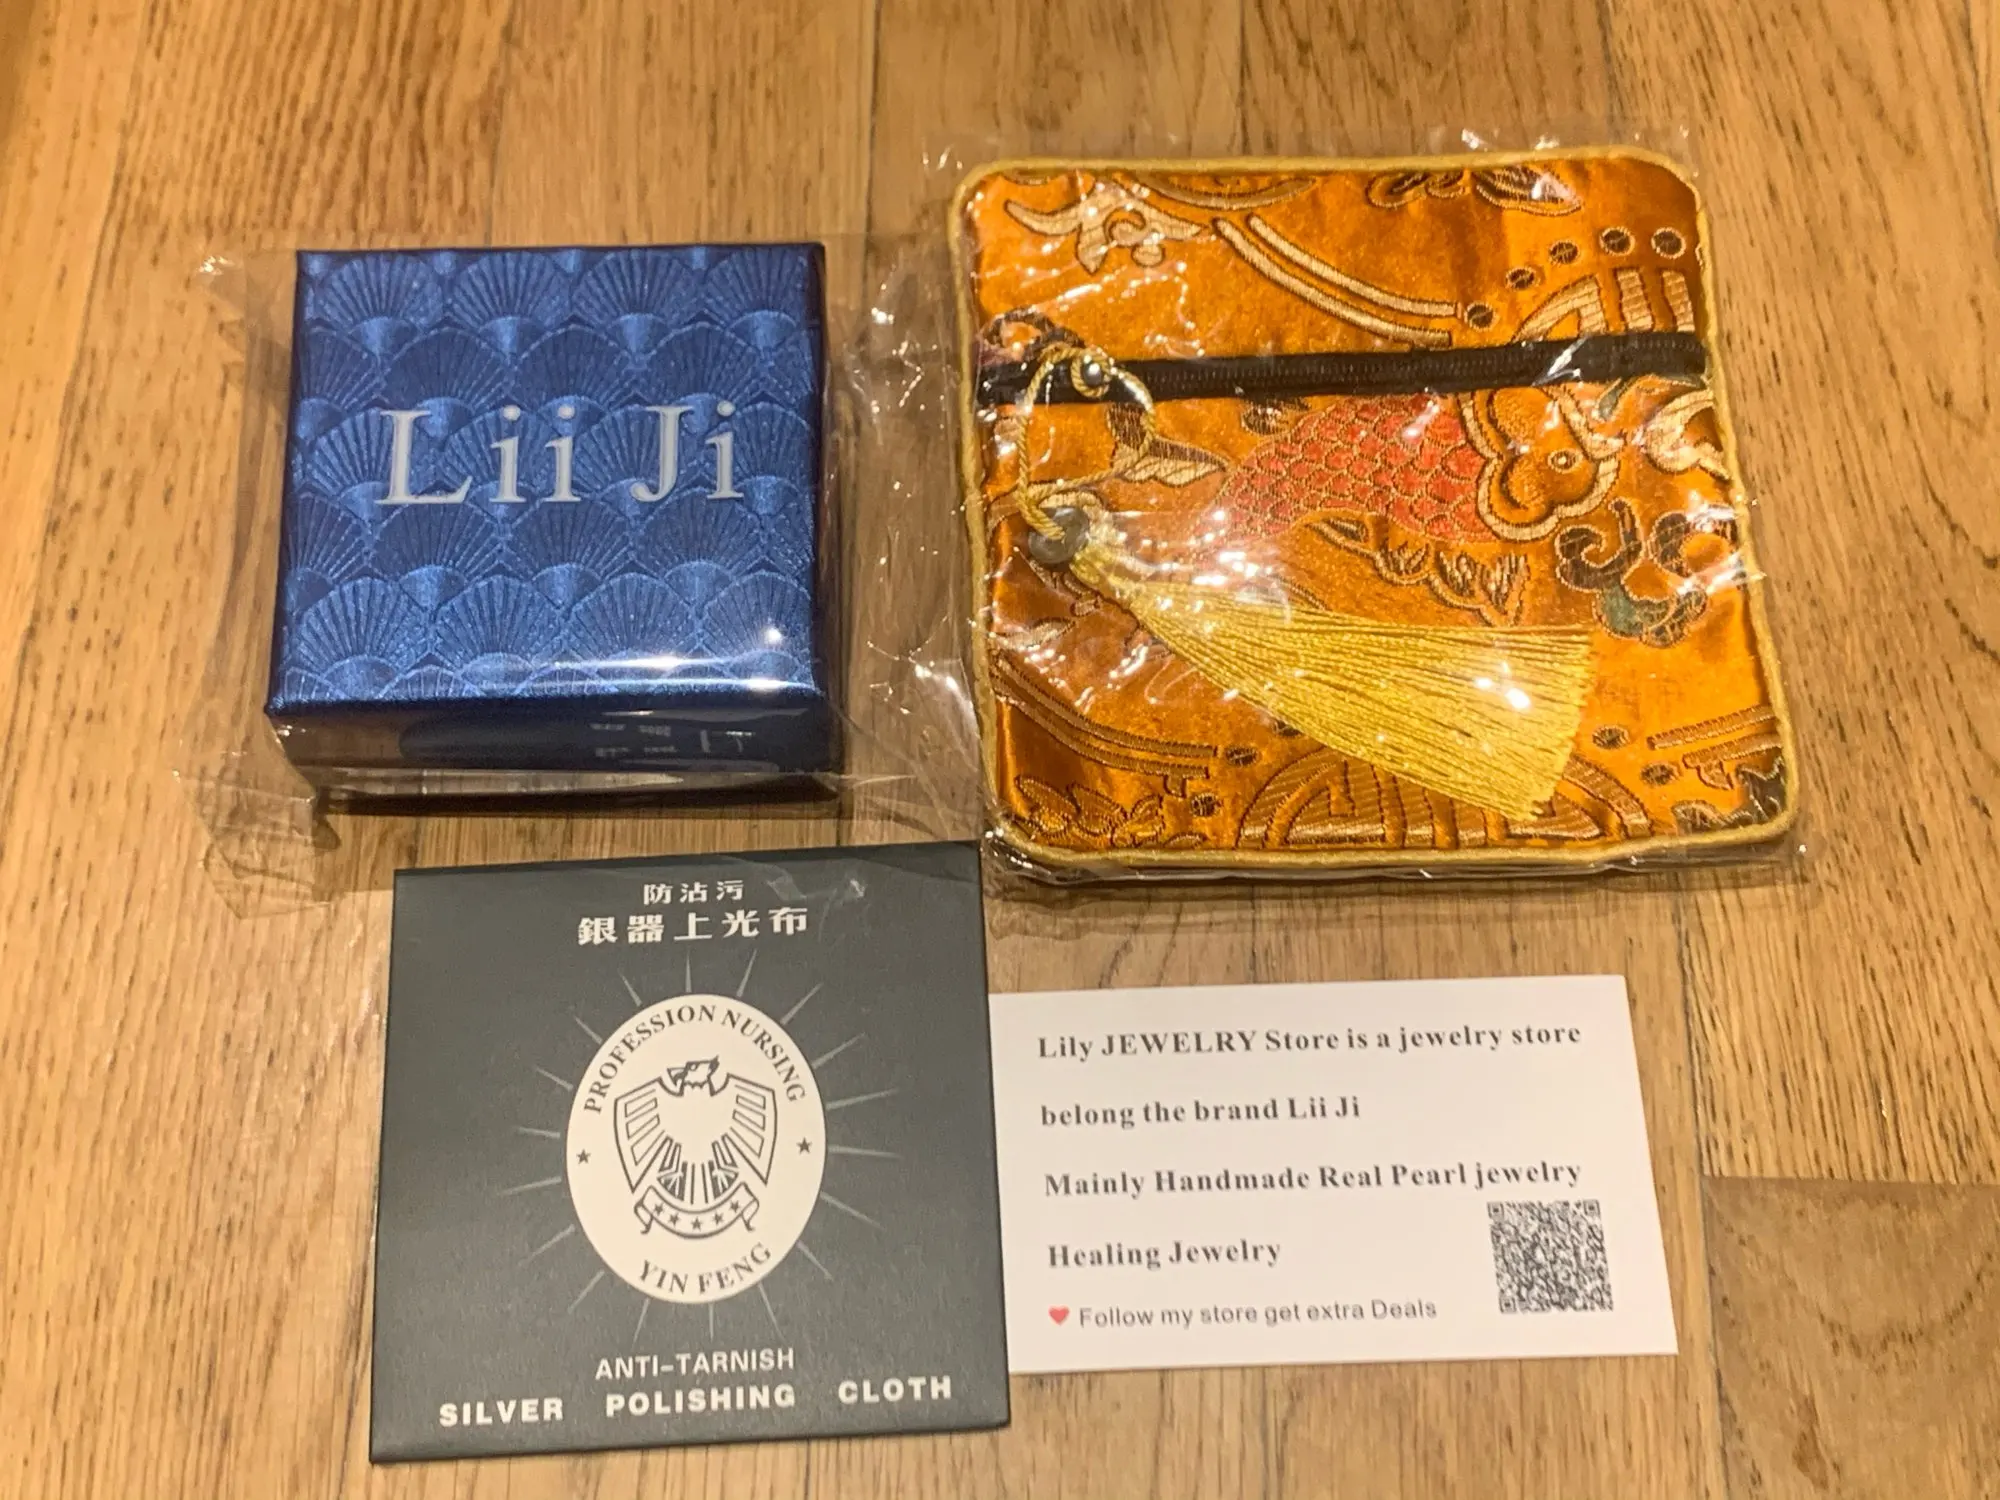 Lii Ji
防沾污
銀器上光布
PROFESSION NURSING
YIN FENG
ANTI-TARNISH
SILVER POLISHING CLOTH
Lily JEWELRY Store is a jewelry store
belong the brand Lii Ji
Mainly Handmade Real Pearl jewelry
Healing Jewelry
❤ Follow my store get extra Deals